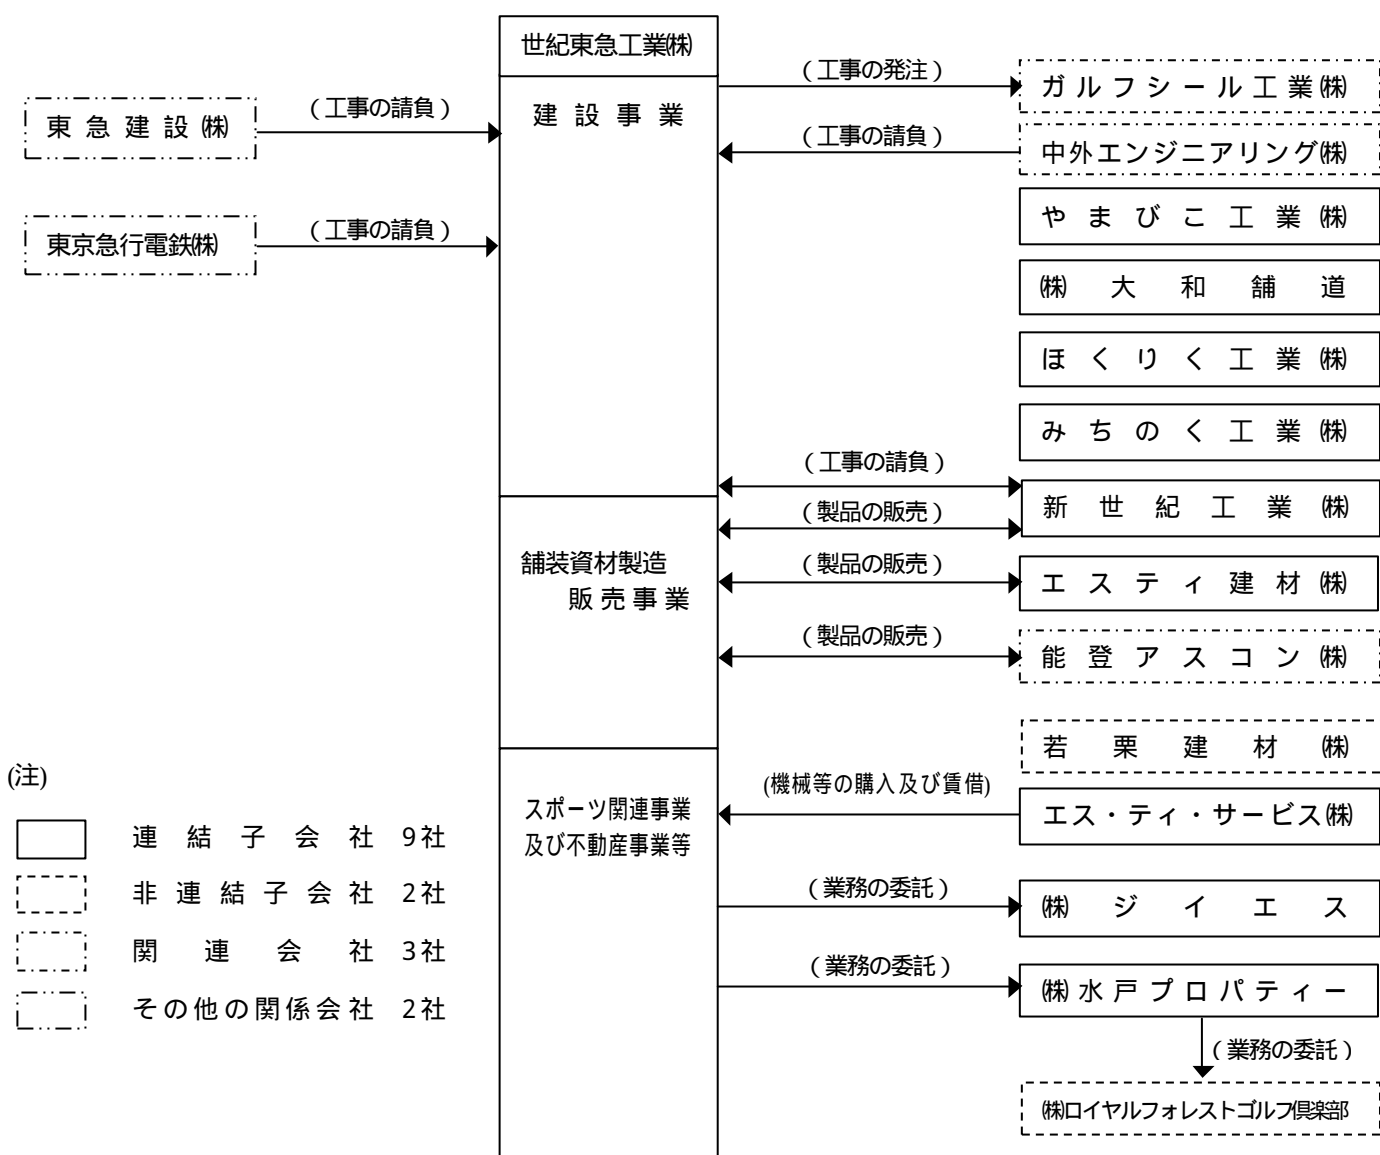 世紀東急工業㈱
建設事業
東急建設㈱
(工事の請負)
東京急行電鉄㈱
(工事の請負)
(工事の発注)
ガルフシール工業㈱
(工事の請負)
中外エンジニアリング㈱
やまびこ工業㈱
㈱大和舗道
ほくりく工業㈱
みちのく工業㈱
(工事の請負)
新世紀工業㈱
(製品の販売)
舗装資材製造
販売事業
(製品の販売)
エスティ建材㈱
(製品の販売)
能登アスコン㈱
若栗建材㈱
スポーツ関連事業
及び不動産事業等
(機械等の購入及び賃借)
エス・ティ・サービス㈱
(業務の委託)
㈱ジイエス
(業務の委託)
㈱水戸プロパティー
(業務の委託)
㈱ロイヤルフォレストゴルフ倶楽部
(注)
連結子会社 9社
非連結子会社 2社
関連会社 3社
その他の関係会社 2社